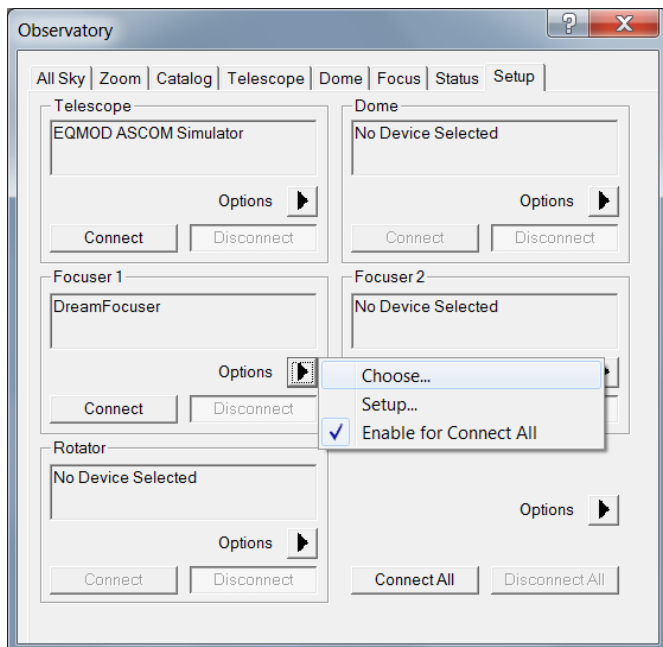 Observatory
?
X
All Sky Zoom Catalog Telescope Dome Focus Status Setup
Telescope
EQMOD ASCOM Simulator
Options
Connect Disconnect
Dome
No Device Selected
Options
Connect Disconnect
Focuser 1
DreamFocuser
Options
Connect Disconnect
Focuser 2
No Device Selected
Choose...
Setup...
Enable for Connect All
Rotator
No Device Selected
Options
Connect Disconnect
Options
Connect All Disconnect All